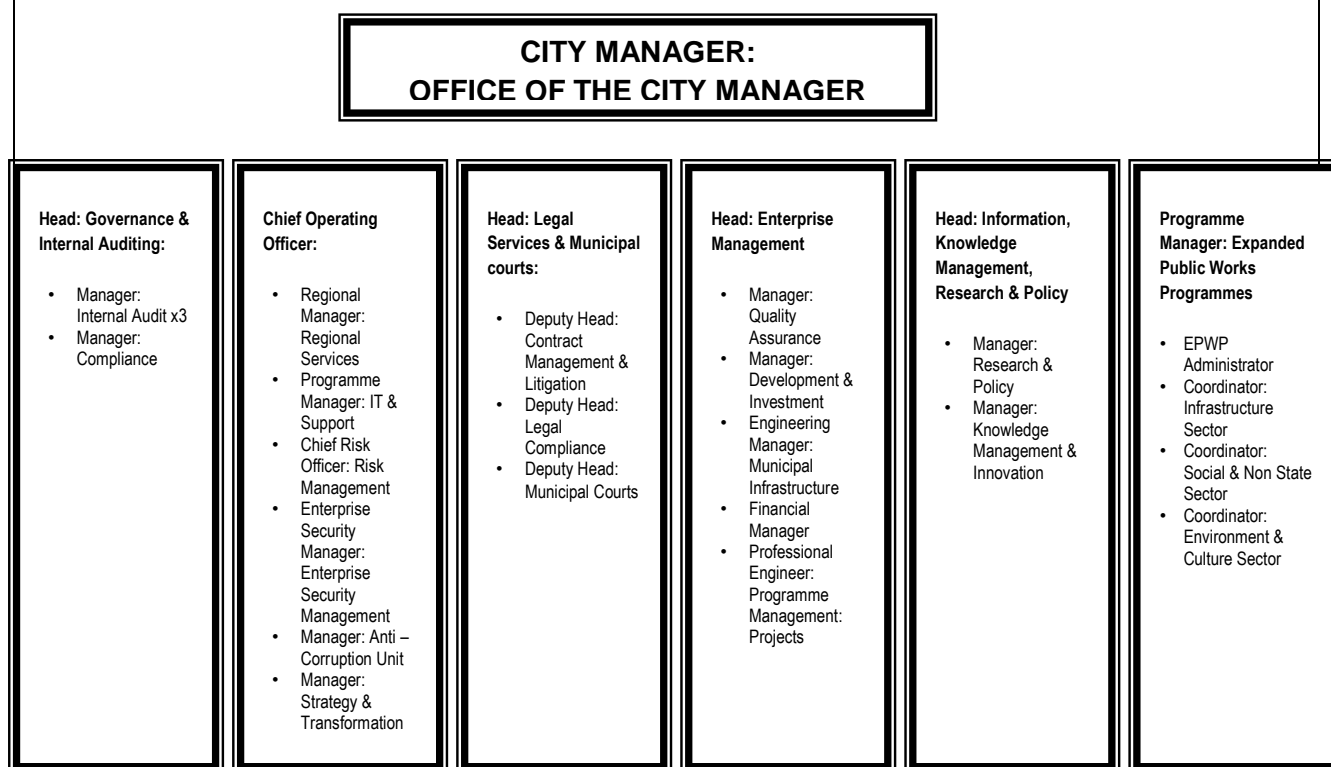 CITY MANAGER:
OFFICE OF THE CITY MANAGER
Head: Governance &
Internal Auditing:
• Manager:
Internal Audit x3
• Manager:
Compliance
Chief Operating
Officer:
• Regional
Manager:
Regional
Services
• Programme
Manager: IT &
Support
• Chief Risk
Officer: Risk
Management
• Enterprise
Security
Manager:
Enterprise
Security
Management
• Manager: Anti –
Corruption Unit
• Manager:
Strategy &
Transformation
Head: Legal
Services & Municipal
courts:
• Deputy Head:
Contract
Management &
Litigation
• Deputy Head:
Legal
Compliance
• Deputy Head:
Municipal Courts
Head: Enterprise
Management
• Manager:
Quality
Assurance
• Manager:
Development &
Investment
• Engineering
Manager:
Municipal
Infrastructure
• Financial
Manager
• Professional
Engineer:
Programme
Management:
Projects
Head: Information,
Knowledge
Management,
Research & Policy
• Manager:
Research &
Policy
• Manager:
Knowledge
Management &
Innovation
Programme
Manager: Expanded
Public Works
Programmes
• EPWP
Administrator
• Coordinator:
Infrastructure
Sector
• Coordinator:
Social & Non State
Sector
• Coordinator:
Environment &
Culture Sector